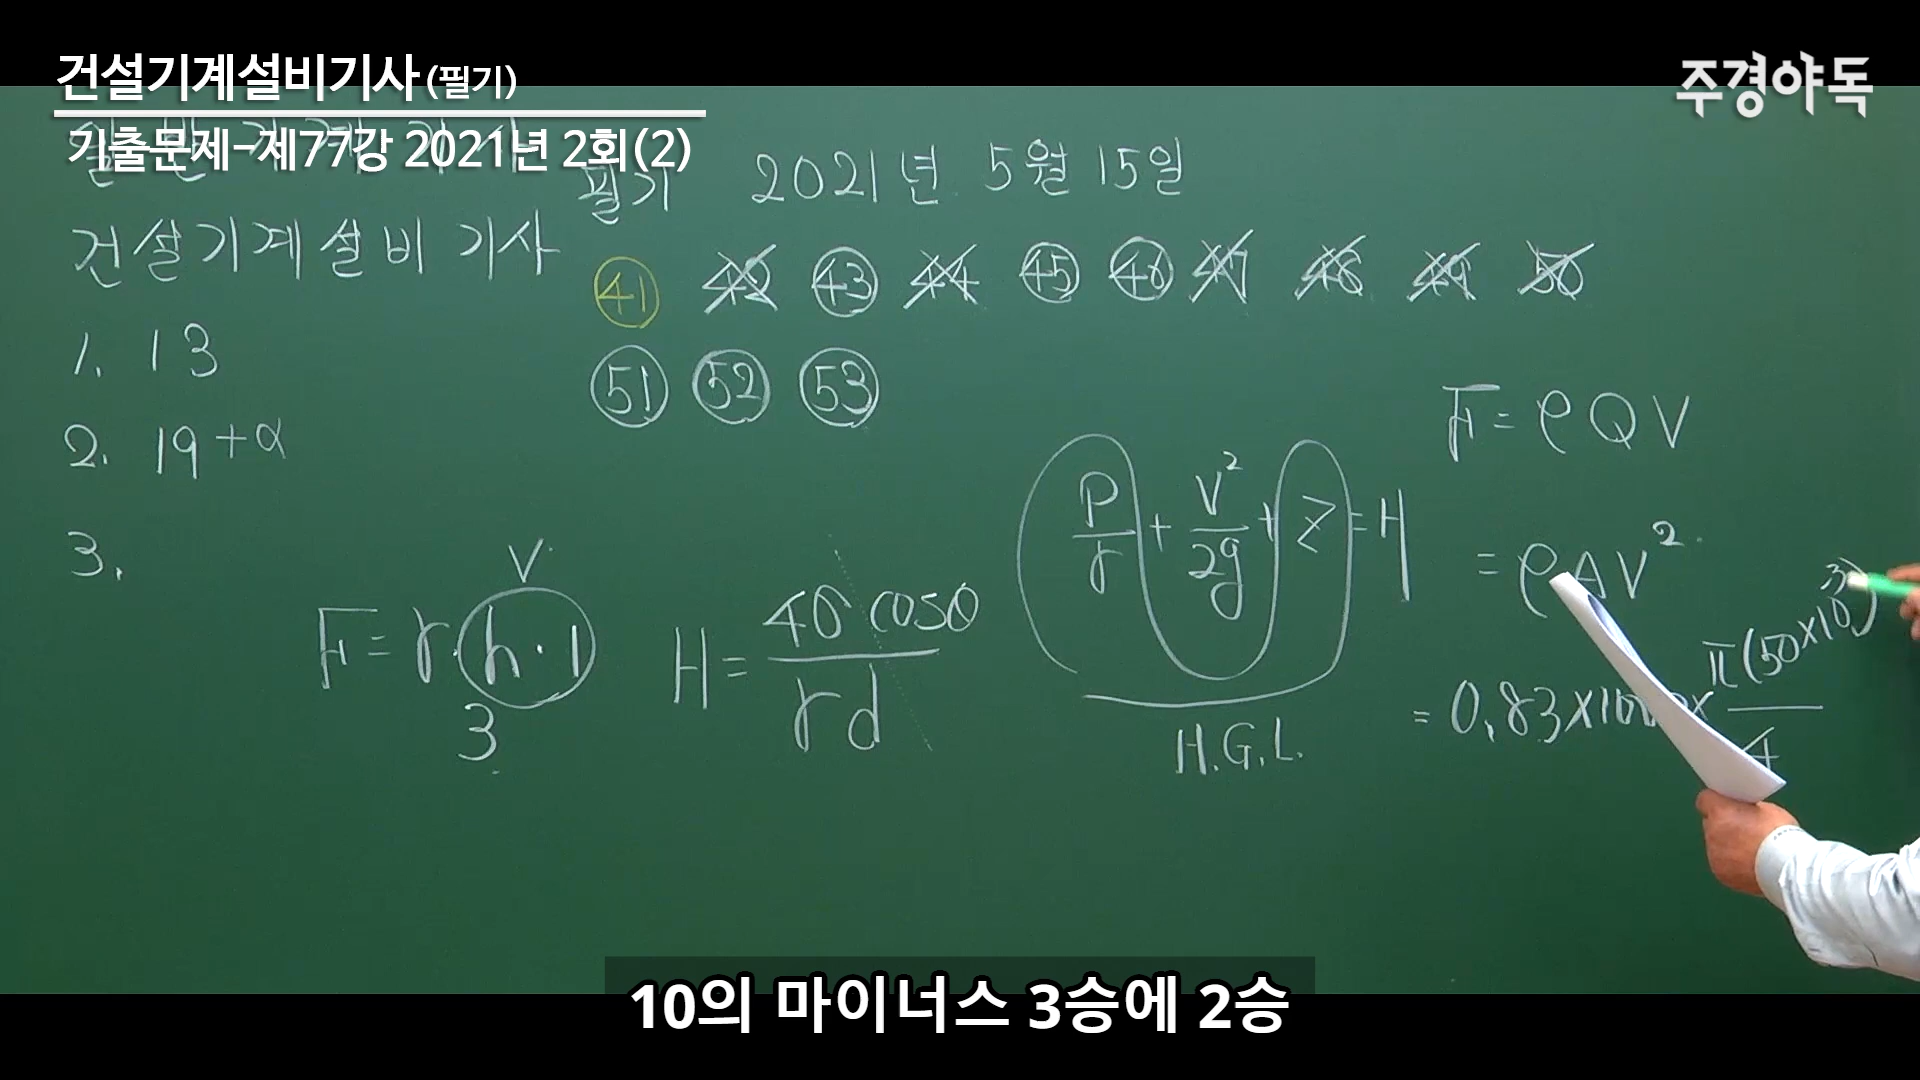 건설기계설비기사 (필기)
주경야독
기출문제-제77강 2021년 2회(2)
필기 2021년 5월 15일
건설기계설비기사
41 42 43 44 45 46 47 48 49 50
51 52 53
1. 13
2. 19+α
3.
F = ρQV
P/γ + V²/2g + Z = H
H.G.L.
= ρAV²
F = γ·h·1
V
3
H = 4σcosθ/γd
= 0.83×10 × π(50×10⁻³)/4
10의 마이너스 3승에 2승